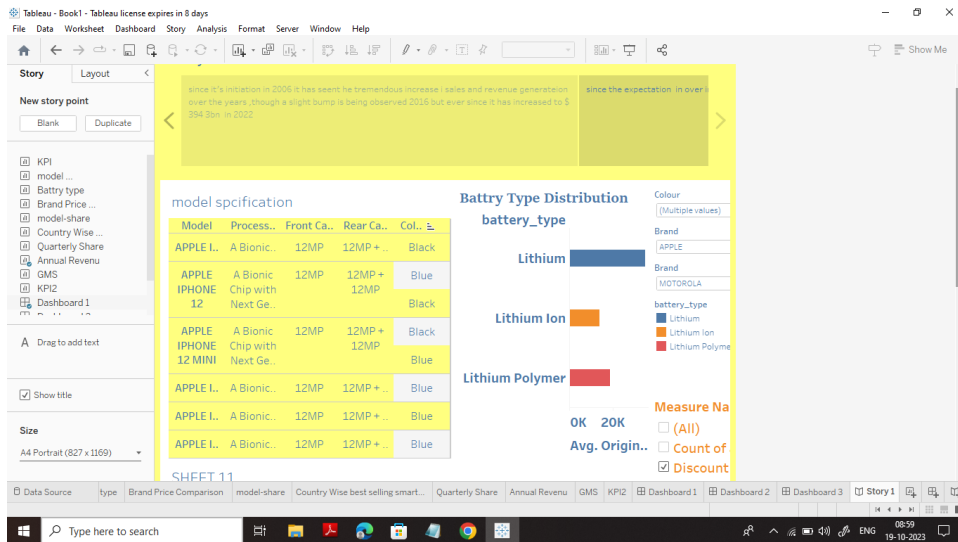 Tableau - Book1 - Tableau license expires in 8 days
File Data Worksheet Dashboard Story Analysis Format Server Window Help
Show Me
Story Layout
New story point
Blank Duplicate
since it's initiation in 2006 it has seent he tremendous increase i sales and revenue generateion
over the years ,though a slight bump is being observed 2016 but ever since it has increased to $
394.3bn in 2022
since the expectation in over
KPI
model ...
Battry type
Brand Price ...
model-share
Country Wise ...
Quarterly Share
Annual Revenu
GMS
KPI2
Dashboard 1
A Drag to add text
Show title
Size
A4 Portrait (827 x 1169)
model spcification
Model Process.. Front Ca.. Rear Ca.. Col..
APPLE I.. A Bionic.. 12MP 12MP + .. Black
APPLE IPHONE 12 A Bionic Chip with Next Ge.. 12MP 12MP + 12MP Blue
Black
APPLE IPHONE 12 MINI A Bionic Chip with Next Ge.. 12MP 12MP + 12MP Black
Blue
APPLE I.. A Bionic.. 12MP 12MP + .. Blue
APPLE I.. A Bionic.. 12MP 12MP + .. Blue
APPLE I.. A Bionic.. 12MP 12MP + .. Blue
SHEET 11
Battry Type Distribution
battery_type
Lithium
Lithium Ion
Lithium Polymer
0K 20K
Avg. Origin..
Colour
(Multiple values)
Brand
APPLE
Brand
MOTOROLA
battery_type
Lithium
Lithium Ion
Lithium Polyme
Measure Na
(All)
Count of
Discount
Data Source type Brand Price Comparison model-share Country Wise best selling smart... Quarterly Share Annual Revenu GMS KPI2 Dashboard 1 Dashboard 2 Dashboard 3 Story 1
Type here to search
ENG
08:59
19-10-2023